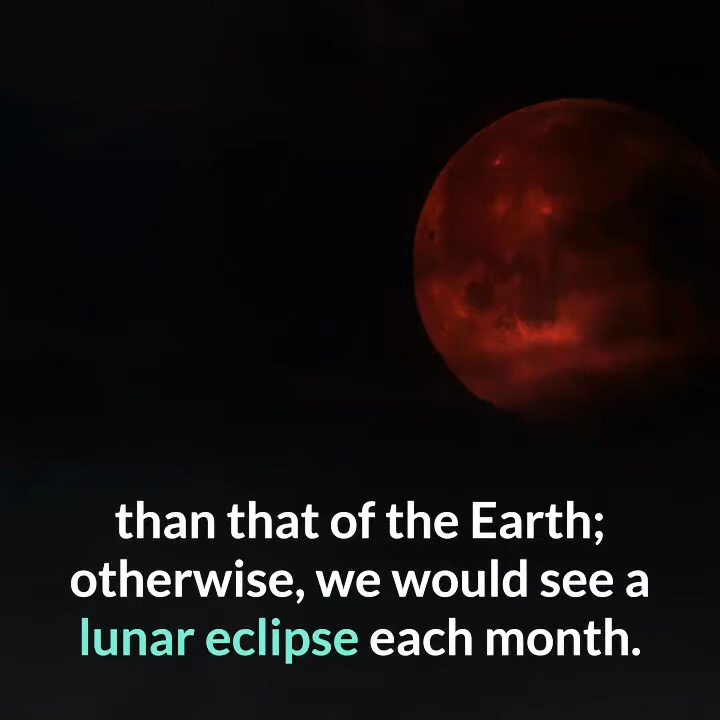 than that of the Earth;
otherwise, we would see a
lunar eclipse each month.